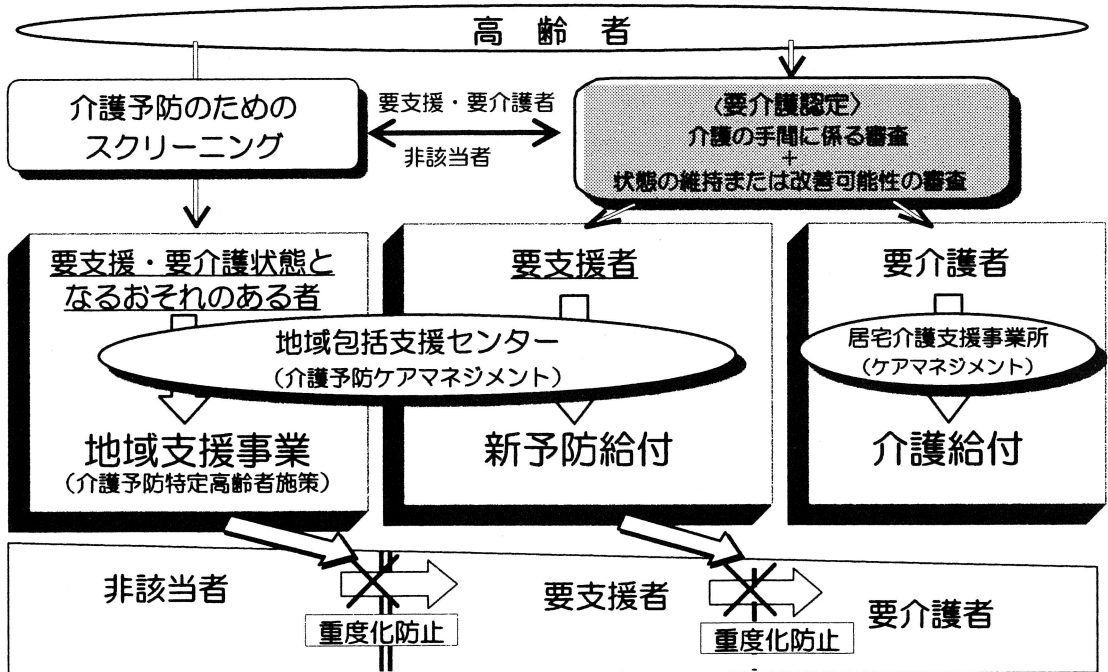 高齢者
介護予防のための
スクリーニング
要支援・要介護者
非該当者
〈要介護認定〉
介護の手間に係る審査
+
状態の維持または改善可能性の審査
要支援・要介護状態と
なるおそれのある者
要支援者
要介護者
地域包括支援センター
（介護予防ケアマネジメント）
居宅介護支援事業所
（ケアマネジメント）
地域支援事業
（介護予防特定高齢者施策）
新予防給付
介護給付
非該当者
重度化防止
要支援者
重度化防止
要介護者